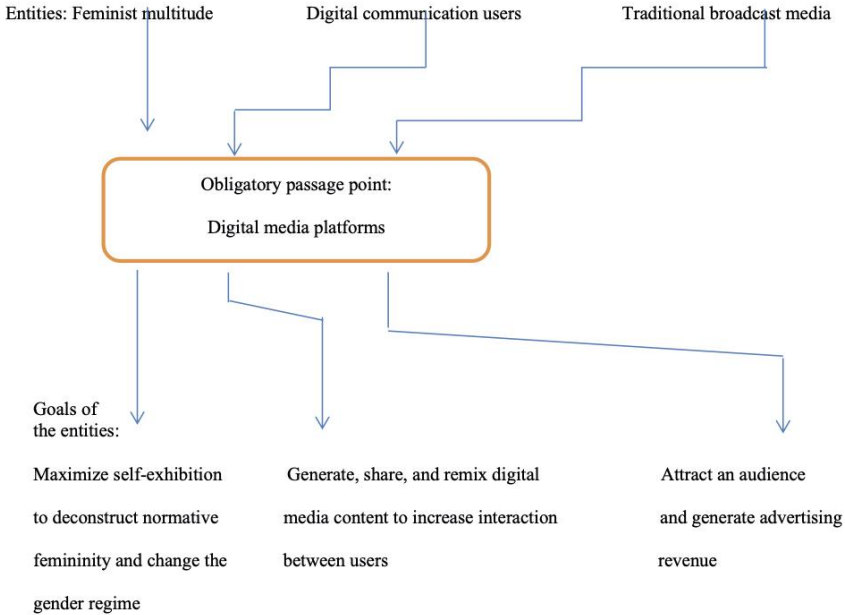 Entities: Feminist multitude
Digital communication users
Traditional broadcast media
Obligatory passage point:
Digital media platforms
Goals of
the entities:
Maximize self-exhibition
to deconstruct normative
femininity and change the
gender regime
Generate, share, and remix digital
media content to increase interaction
between users
Attract an audience
and generate advertising
revenue